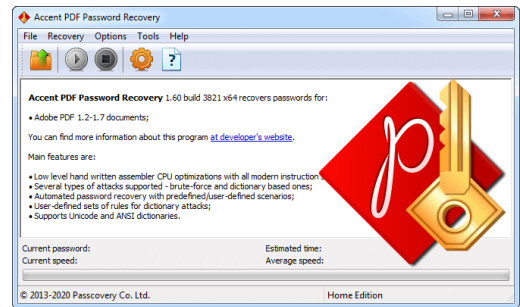 Accent PDF Password Recovery
File Recovery Options Tools Help
Accent PDF Password Recovery 1.60 build 3821 x64 recovers passwords for:
• Adobe PDF 1.2-1.7 documents;
You can find more information about this program at developer's website.
Main features are:
• Low level hand written assembler CPU optimizations with all modern instruction
• Several types of attacks supported - brute-force and dictionary based ones;
• Automated password recovery with predefined/user-defined scenarios;
• User-defined sets of rules for dictionary attacks;
• Supports Unicode and ANSI dictionaries.
Current password: Estimated time:
Current speed: Average speed:
© 2013-2020 Passcovery Co. Ltd. Home Edition